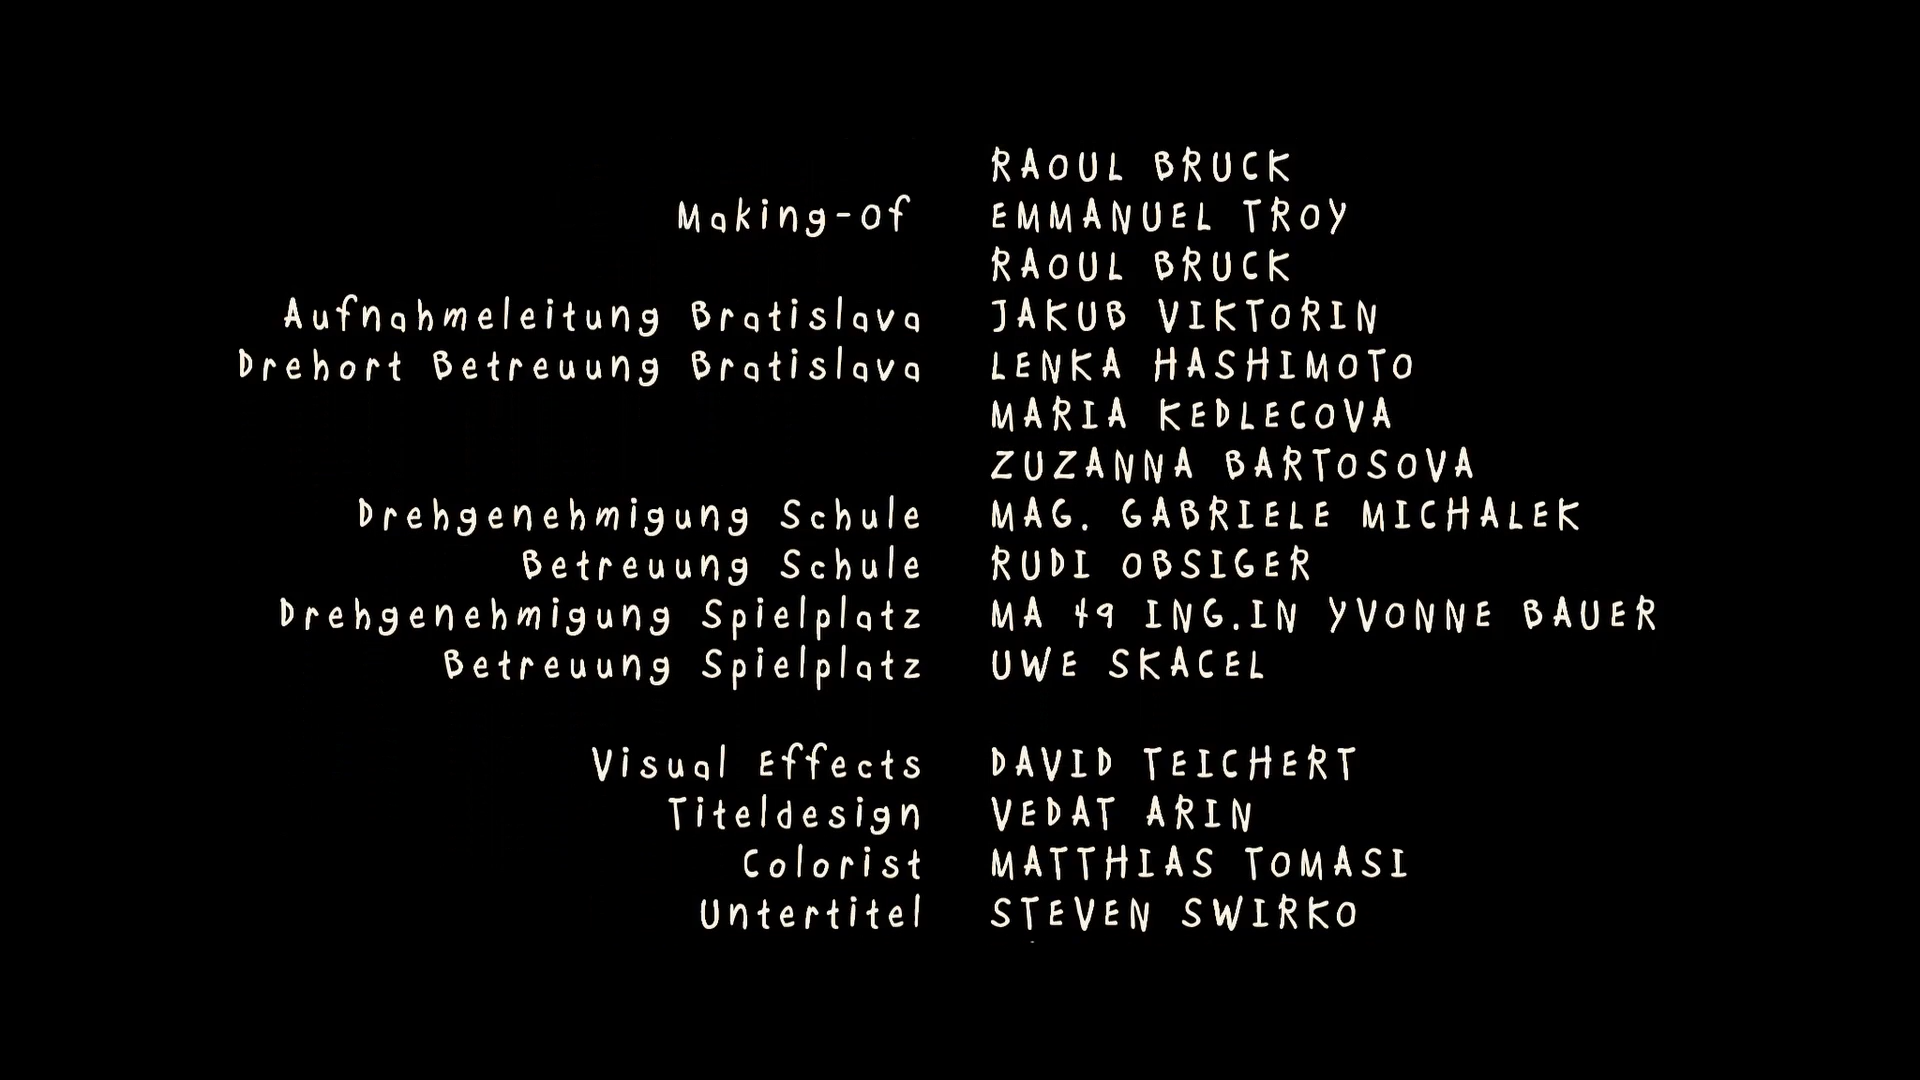 RAOUL BRUCK
Making-Of EMMANUEL TROY
RAOUL BRUCK
Aufnahmeleitung Bratislava JAKUB VIKTORIN
Drehort Betreuung Bratislava LENKA HASHIMOTO
MARIA KEDLECOVA
ZUZANNA BARTOSOVA
Drehgenehmigung Schule MAG. GABRIELE MICHALEK
Betreuung Schule RUDI OBSIGER
Drehgenehmigung Spielplatz MA 49 ING.IN YVONNE BAUER
Betreuung Spielplatz UWE SKACEL
Visual Effects DAVID TEICHERT
Titeldesign VEDAT ARIN
Colorist MATTHIAS TOMASI
Untertitel STEVEN SWIRKO